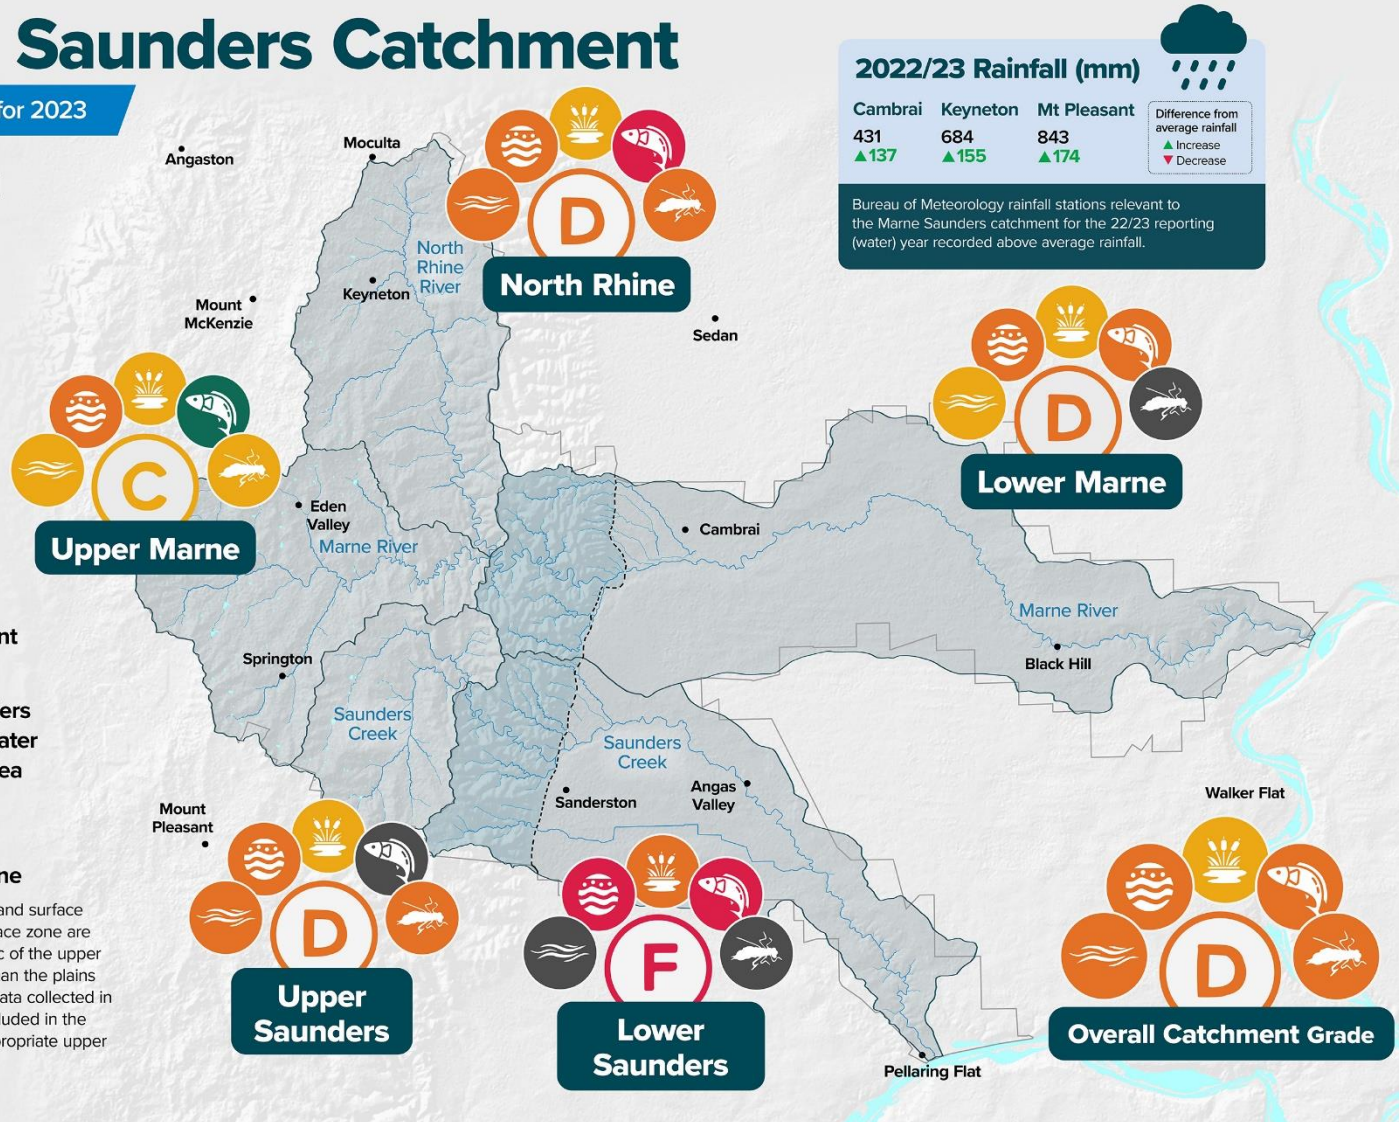 Saunders Catchment
for 2023
2022/23 Rainfall (mm)
Cambrai Keyneton Mt Pleasant
431 684 843
▲137 ▲155 ▲174
Difference from
average rainfall
▲ Increase
▼ Decrease
Bureau of Meteorology rainfall stations relevant to
the Marne Saunders catchment for the 22/23 reporting
(water) year recorded above average rainfall.
Angaston
Moculta
D
North Rhine
North
Rhine
River
Keyneton
Mount
McKenzie
Sedan
D
Lower Marne
C
Upper Marne
Eden
Valley
Marne River
Cambrai
Marne River
Black Hill
Springton
Saunders
Creek
Saunders
Creek
Sanderston
Angas
Valley
Walker Flat
Mount
Pleasant
nt
ers
ater
ea
ne
and surface
ace zone are
c of the upper
an the plains
ata collected in
luded in the
ropriate upper
D
Upper
Saunders
F
Lower
Saunders
D
Overall Catchment Grade
Pellaring Flat